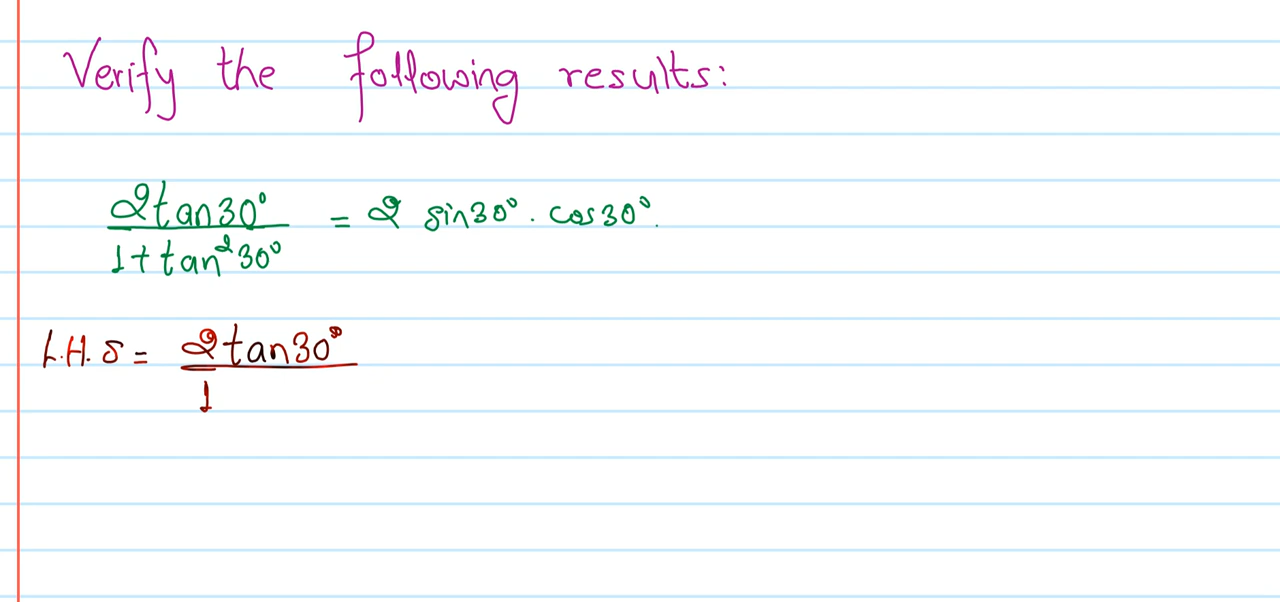 Verify the following results:
2tan30° / 1+tan²30° = 2 sin30° . cos30°.
L.H.S = 2tan30° / 1